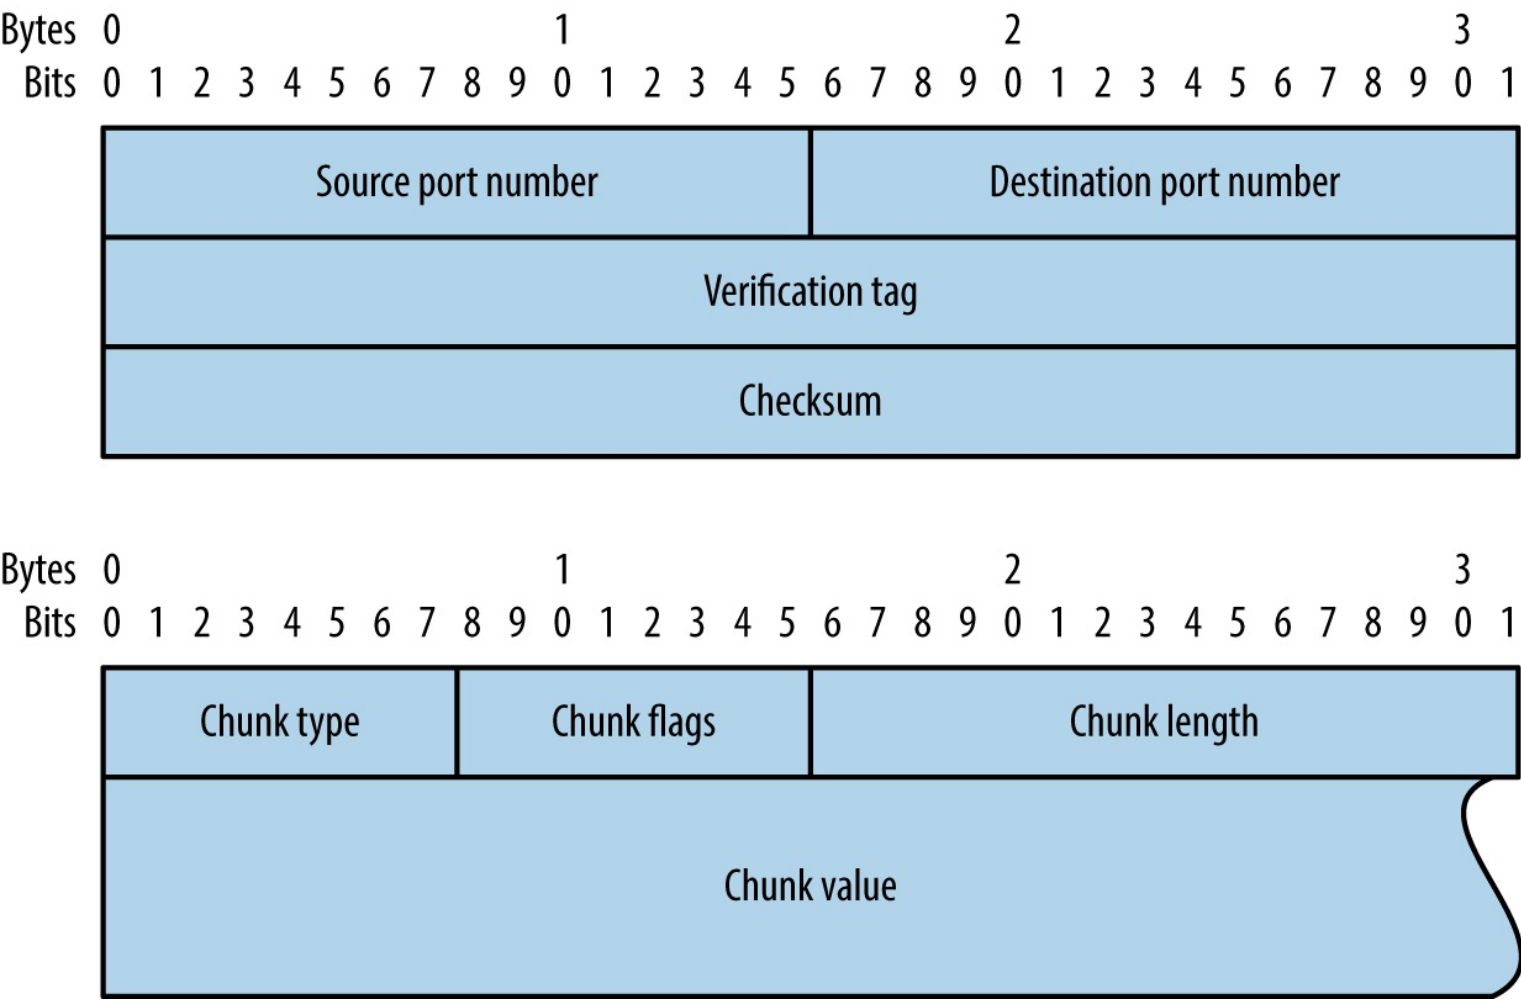 Bytes 0 1 2 3
Bits 0 1 2 3 4 5 6 7 8 9 0 1 2 3 4 5 6 7 8 9 0 1 2 3 4 5 6 7 8 9 0 1
Source port number Destination port number
Verification tag
Checksum
Bytes 0 1 2 3
Bits 0 1 2 3 4 5 6 7 8 9 0 1 2 3 4 5 6 7 8 9 0 1 2 3 4 5 6 7 8 9 0 1
Chunk type Chunk flags Chunk length
Chunk value